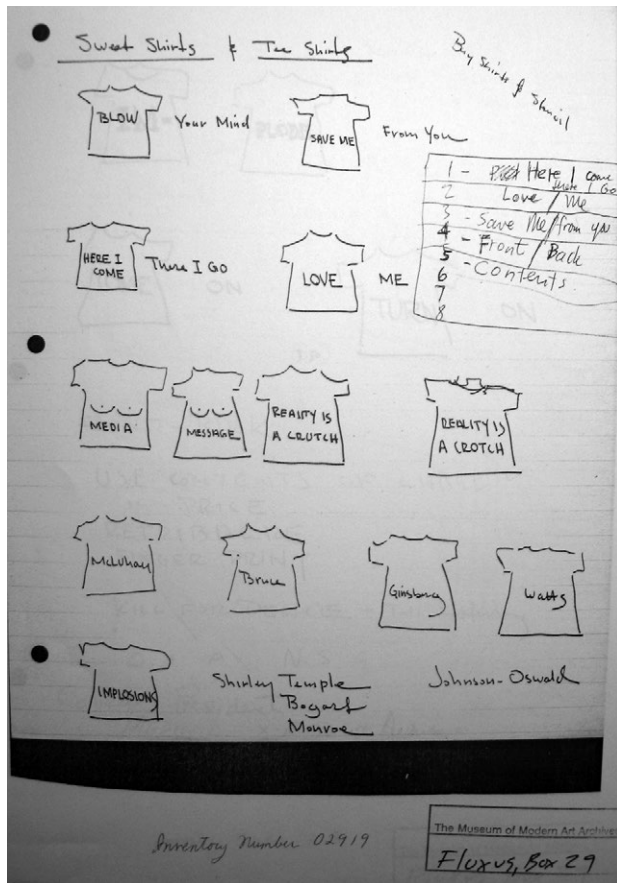 Sweat Shirts & Tee Shirts
Buy shirts & stencil
BLOW - Your Mind
SAVE ME From You
1 - Here I come
there I Go
2 Love / Me
3 - Save Me / from you
4 - Front / Back
5 - Contents
6
7
8
HERE I
COME There I Go
LOVE ME
MEDIA
MESSAGE
REALITY IS
A CRUTCH
REALITY IS
A CROTCH
McLuhan
Bruce
Ginsberg
Watts
IMPLOSIONS
Shirley Temple
Bogart
Monroe
Johnson-Oswald
Inventory Number 02919
The Museum of Modern Art Archives
Fluxus, Box 29